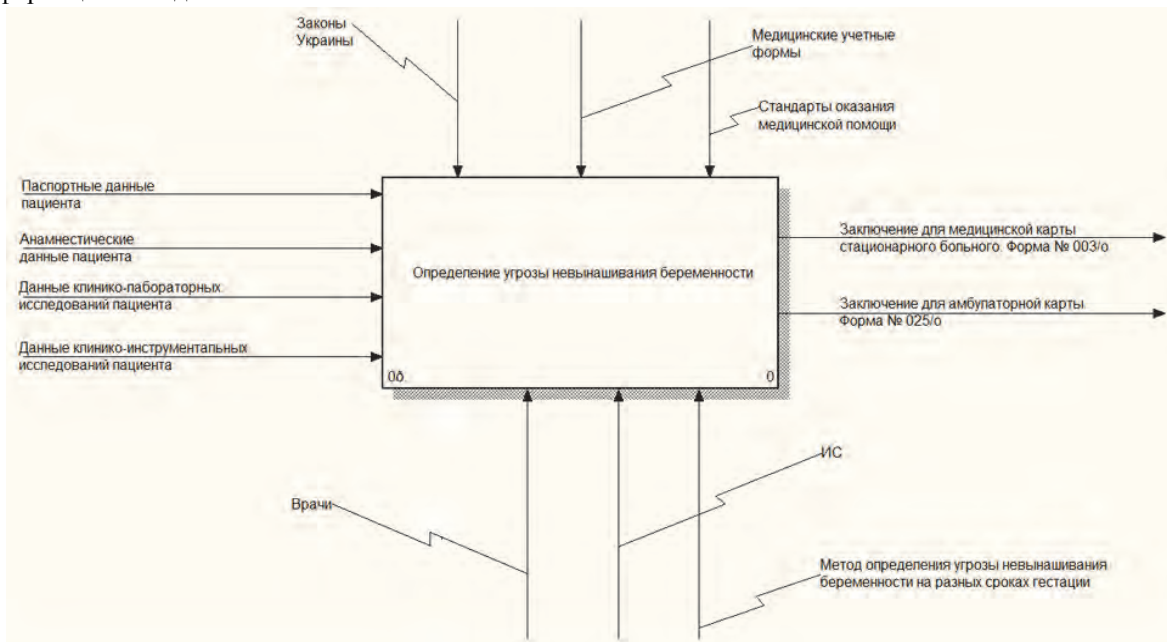 Законы
Украины
Медицинские учетные
формы
Стандарты оказания
медицинской помощи
Паспортные данные
пациента
Анамнестические
данные пациента
Данные клинико-лабораторных
исследований пациента
Данные клинико-инструментальных
исследований пациента
Определение угрозы невынашивания беременности
0ð.
0
Заключение для медицинской карты
стационарного больного. Форма № 003/о
Заключение для амбулаторной карты
Форма № 025/о
Врачи
ИС
Метод определения угрозы невынашивания
беременности на разных сроках гестации